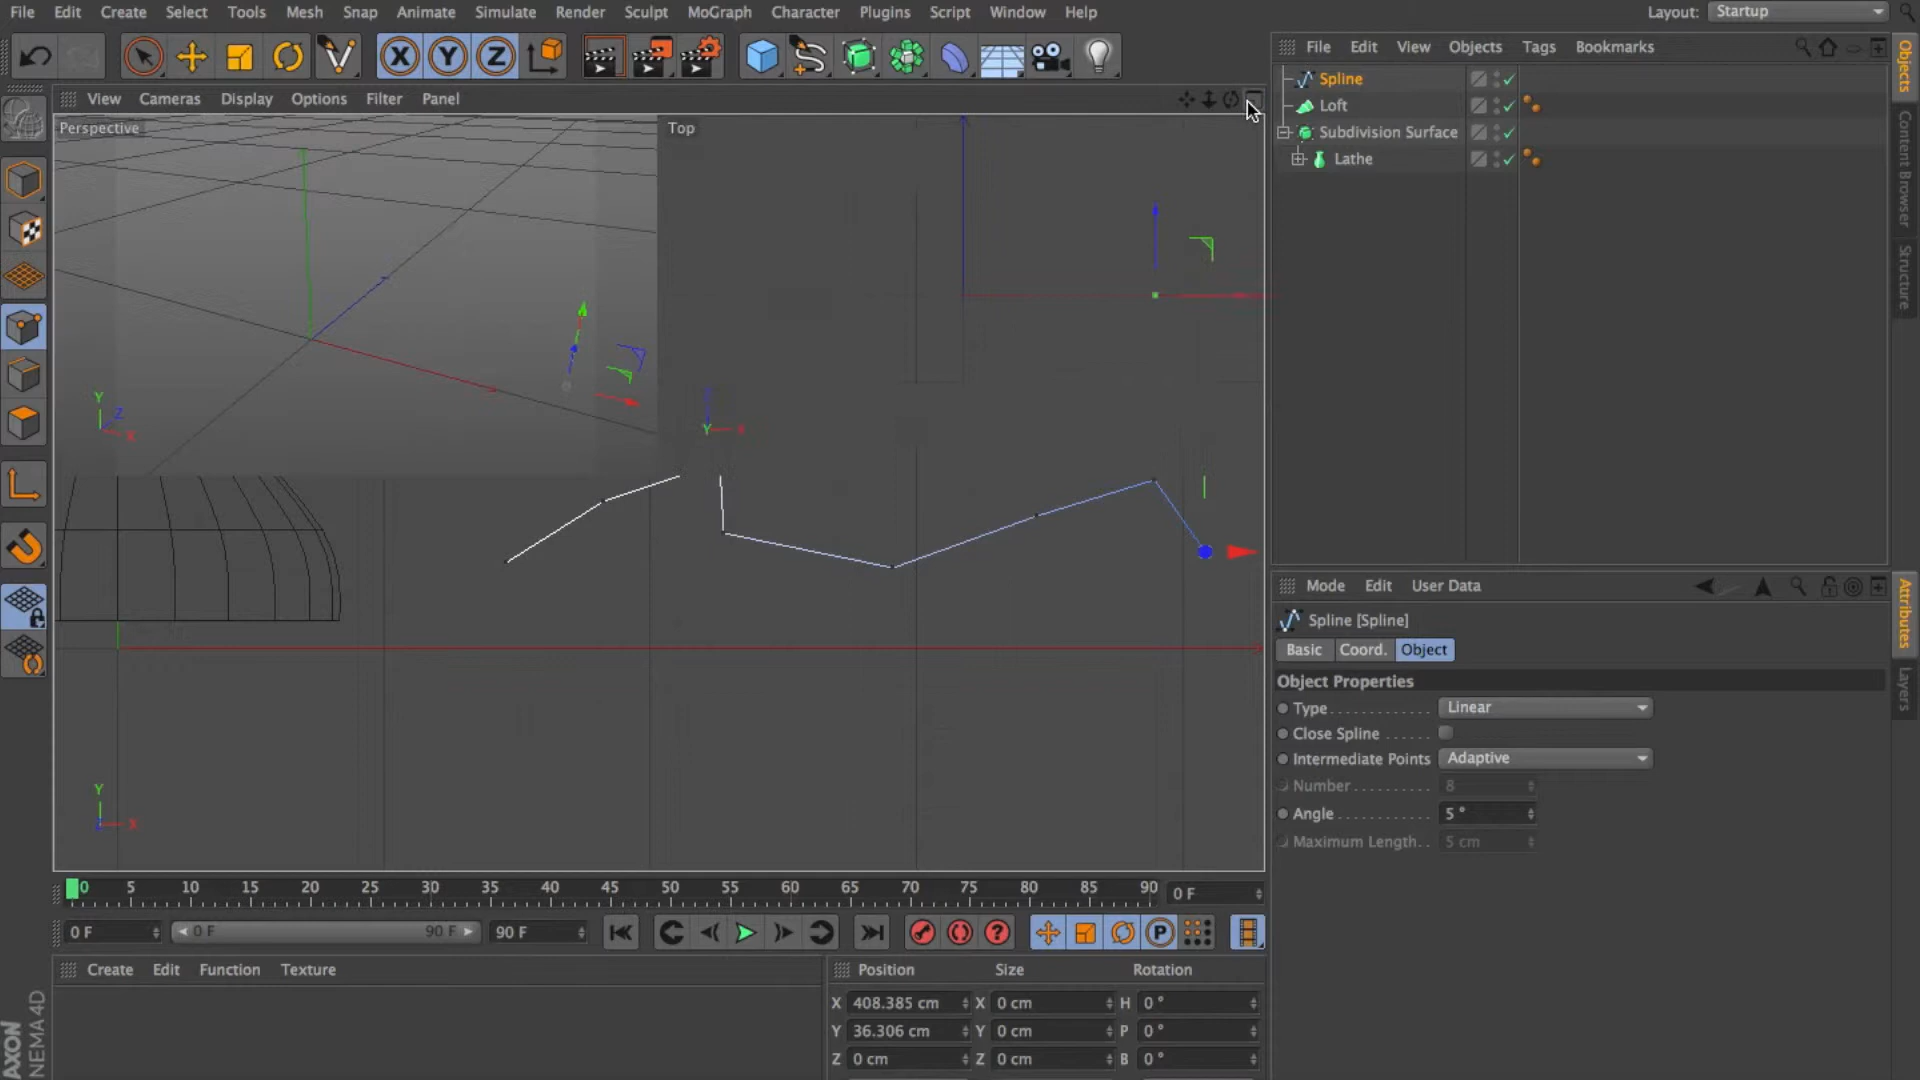 File Edit Create Select Tools Mesh Snap Animate Simulate Render Sculpt MoGraph Character Plugins Script Window Help Layout: Startup
File Edit View Objects Tags Bookmarks
X Y Z
View Cameras Display Options Filter Panel
Perspective
Top
Spline
Loft
Subdivision Surface
Lathe
Objects
Content Browser
Structure
Y
Z
X
Y X
Mode Edit User Data
Spline [Spline]
Basic Coord. Object
Object Properties
Type Linear
Close Spline
Intermediate Points Adaptive
Number 8
Angle 5 °
Maximum Length 5 cm
Attributes
Layers
Y
Z X
0 5 10 15 20 25 30 35 40 45 50 55 60 65 70 75 80 85 90 0 F
0 F 0 F 90 F 90 F P
Create Edit Function Texture
Position Size Rotation
X 408.385 cm X 0 cm H 0 °
Y 36.306 cm Y 0 cm P 0 °
Z 0 cm Z 0 cm B 0 °
AXON
NEMA 4D